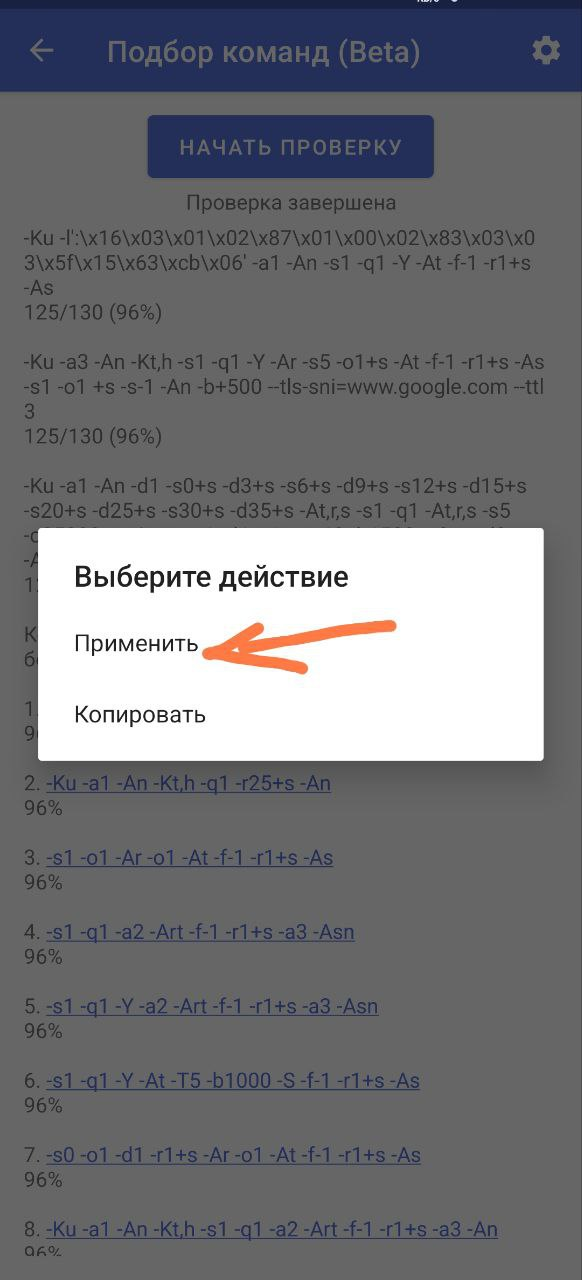 Подбор команд (Beta)
НАЧАТЬ ПРОВЕРКУ
Проверка завершена
-Ku -l':\x16\x03\x01\x02\x87\x01\x00\x02\x83\x03\x0
3\x5f\x15\x63\xcb\x06' -a1 -An -s1 -q1 -Y -At -f-1 -r1+s
-As
125/130 (96%)
-Ku -a3 -An -Kt,h -s1 -q1 -Y -Ar -s5 -o1+s -At -f-1 -r1+s -As
-s1 -o1 +s -s-1 -An -b+500 --tls-sni=www.google.com --ttl
3
125/130 (96%)
-Ku -a1 -An -d1 -s0+s -d3+s -s6+s -d9+s -s12+s -d15+s
-s20+s -d25+s -s30+s -d35+s -At,r,s -s1 -q1 -At,r,s -s5
Выберите действие
Применить
Копировать
2. -Ku -a1 -An -Kt,h -q1 -r25+s -An
96%
3. -s1 -o1 -Ar -o1 -At -f-1 -r1+s -As
96%
4. -s1 -q1 -a2 -Art -f-1 -r1+s -a3 -Asn
96%
5. -s1 -q1 -Y -a2 -Art -f-1 -r1+s -a3 -Asn
96%
6. -s1 -q1 -Y -At -T5 -b1000 -S -f-1 -r1+s -As
96%
7. -s0 -o1 -d1 -r1+s -Ar -o1 -At -f-1 -r1+s -As
96%
8. -Ku -a1 -An -Kt,h -s1 -q1 -a2 -Art -f-1 -r1+s -a3 -An
96%